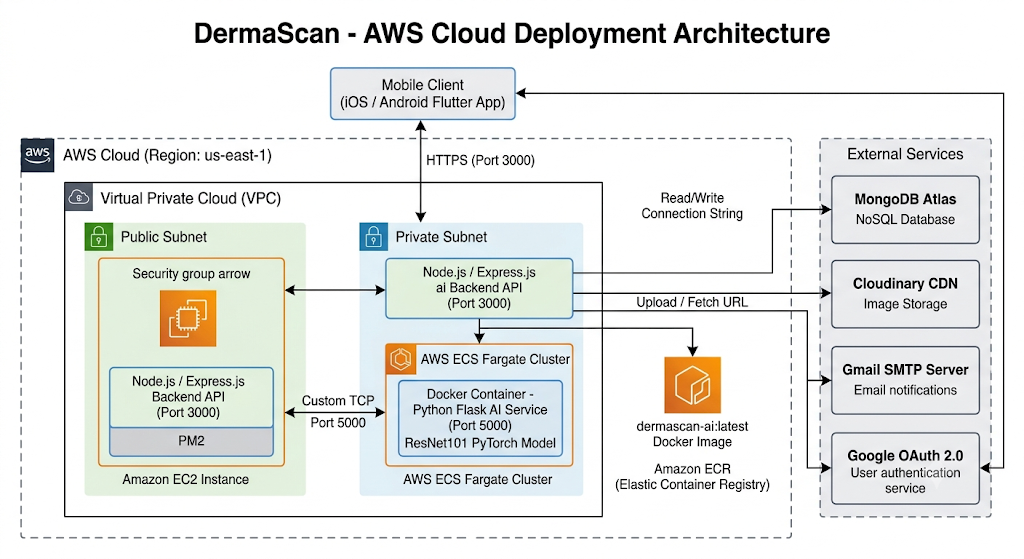 DermaScan - AWS Cloud Deployment Architecture
Mobile Client
(iOS / Android Flutter App)
aws
AWS Cloud (Region: us-east-1)
HTTPS (Port 3000)
External Services
Virtual Private Cloud (VPC)
Read/Write
Connection String
MongoDB Atlas
NoSQL Database
Public Subnet
Private Subnet
Security group arrow
Node.js / Express.js
ai Backend API
(Port 3000)
Upload / Fetch URL
Cloudinary CDN
Image Storage
AWS ECS Fargate Cluster
Node.js / Express.js
Backend API
(Port 3000)
PM2
Amazon EC2 Instance
Custom TCP
Port 5000
Docker Container -
Python Flask AI Service
(Port 5000)
ResNet101 PyTorch Model
AWS ECS Fargate Cluster
dermascan-ai:latest
Docker Image
Amazon ECR
(Elastic Container Registry)
Gmail SMTP Server
Email notifications
Google OAuth 2.0
User authentication
service